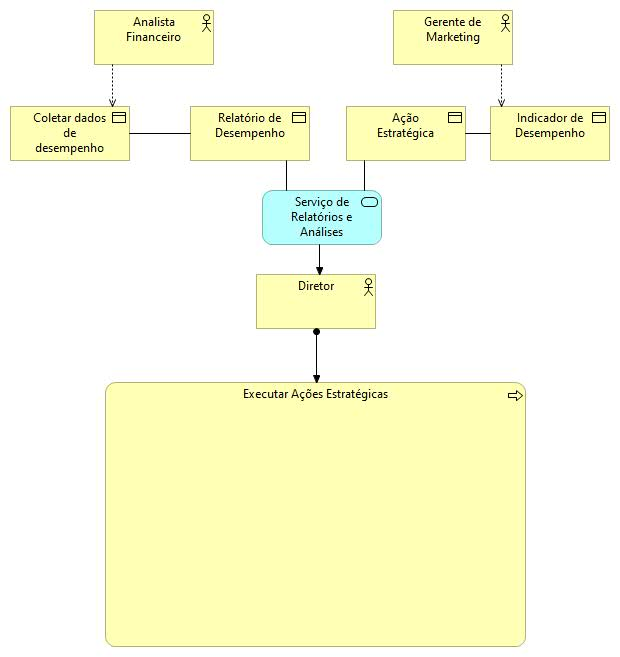 Analista
Financeiro
Gerente de
Marketing
Coletar dados
de
desempenho
Relatório de
Desempenho
Ação
Estratégica
Indicador de
Desempenho
Serviço de
Relatórios e
Análises
Diretor
Executar Ações Estratégicas